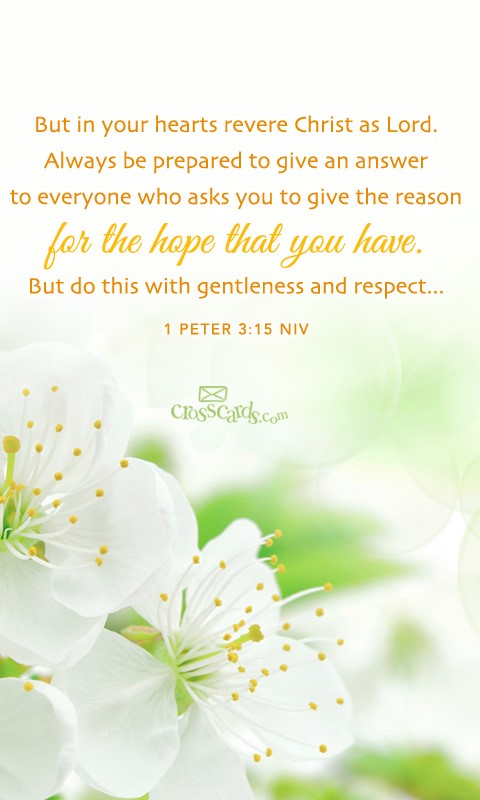 But in your hearts revere Christ as Lord.
Always be prepared to give an answer
to everyone who asks you to give the reason
for the hope that you have.
But do this with gentleness and respect...
1 PETER 3:15 NIV
crosscards.com